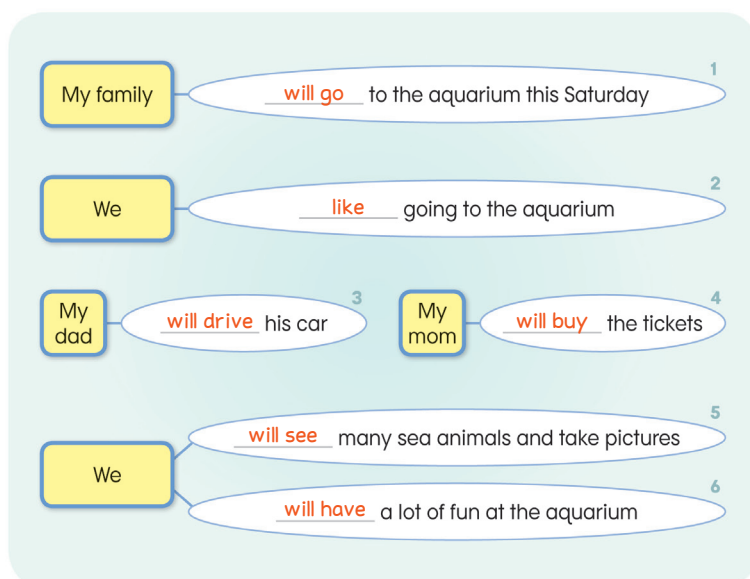 1
My family will go to the aquarium this Saturday
2
We like going to the aquarium
3
My
dad
will drive his car
4
My
mom
will buy the tickets
5
We
will see many sea animals and take pictures
6
will have a lot of fun at the aquarium